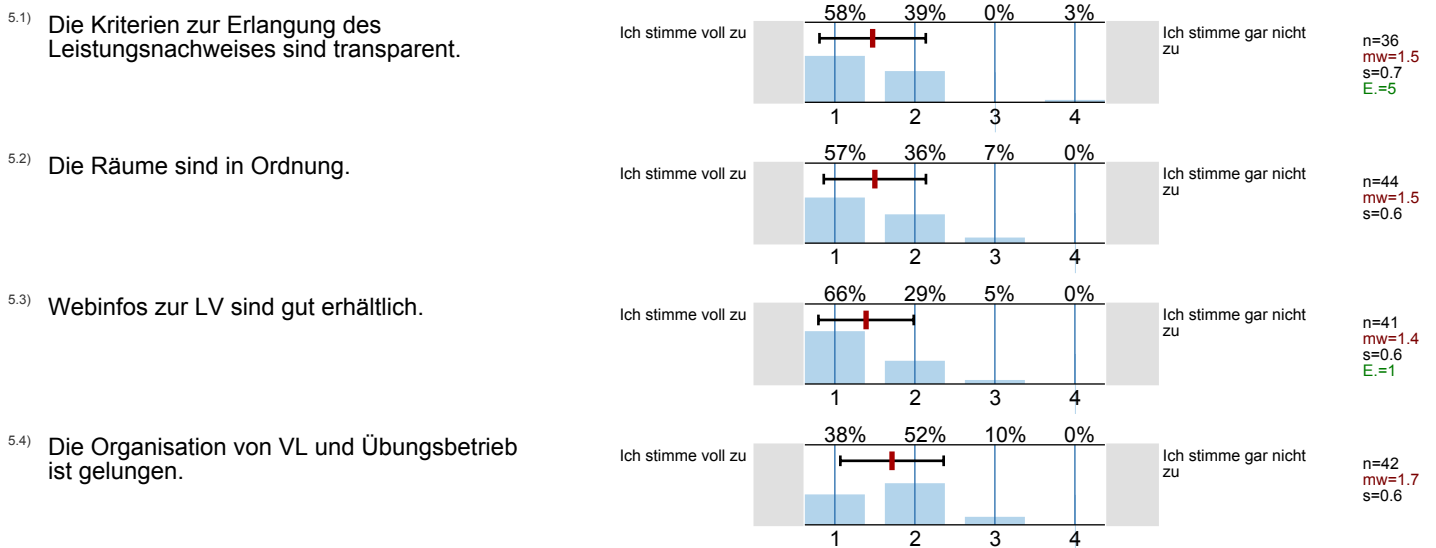 5.1) Die Kriterien zur Erlangung des
Leistungsnachweises sind transparent.
Ich stimme voll zu
58% 39% 0% 3%
1 2 3 4
Ich stimme gar nicht
zu
n=36
mw=1.5
s=0.7
E.=5
5.2) Die Räume sind in Ordnung.
Ich stimme voll zu
57% 36% 7% 0%
1 2 3 4
Ich stimme gar nicht
zu
n=44
mw=1.5
s=0.6
5.3) Webinfos zur LV sind gut erhältlich.
Ich stimme voll zu
66% 29% 5% 0%
1 2 3 4
Ich stimme gar nicht
zu
n=41
mw=1.4
s=0.6
E.=1
5.4) Die Organisation von VL und Übungsbetrieb
ist gelungen.
Ich stimme voll zu
38% 52% 10% 0%
1 2 3 4
Ich stimme gar nicht
zu
n=42
mw=1.7
s=0.6